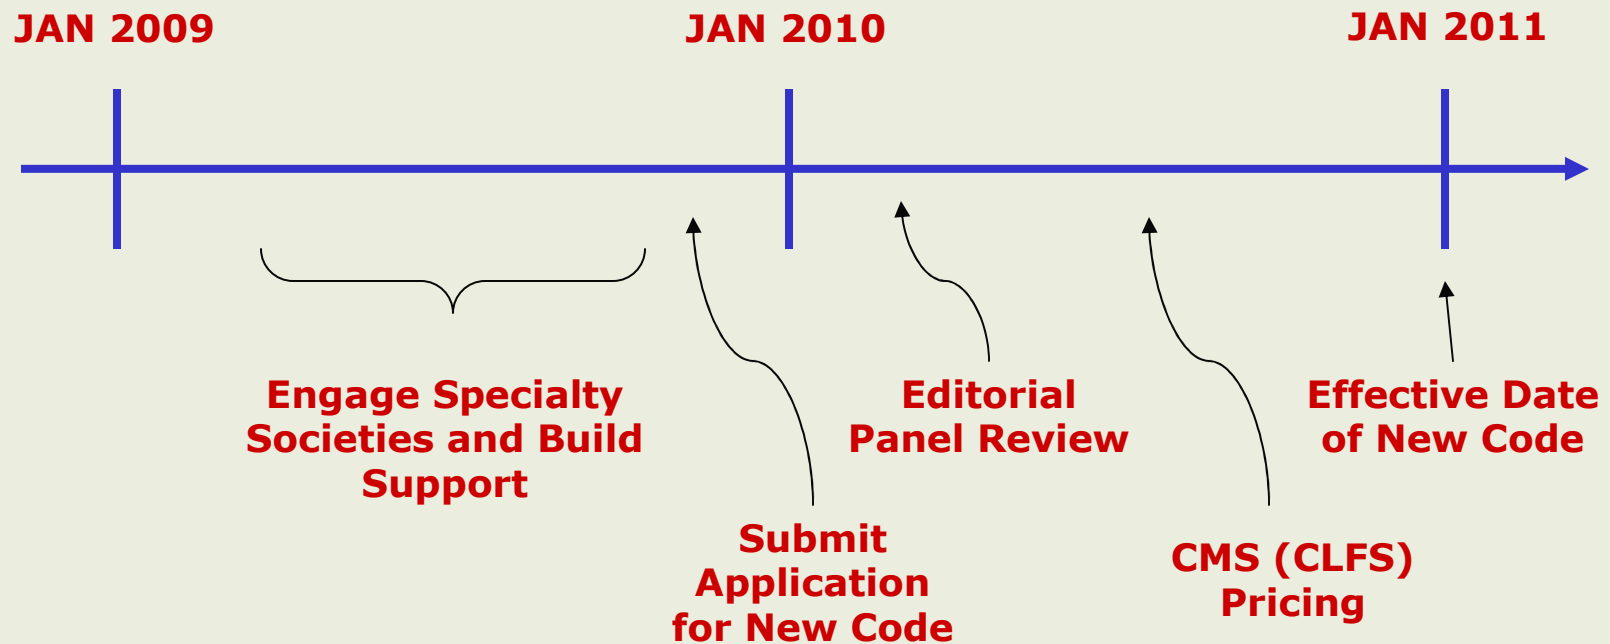 JAN 2009
JAN 2010
JAN 2011
Engage Specialty
Societies and Build
Support
Submit
Application
for New Code
Editorial
Panel Review
CMS (CLFS)
Pricing
Effective Date
of New Code